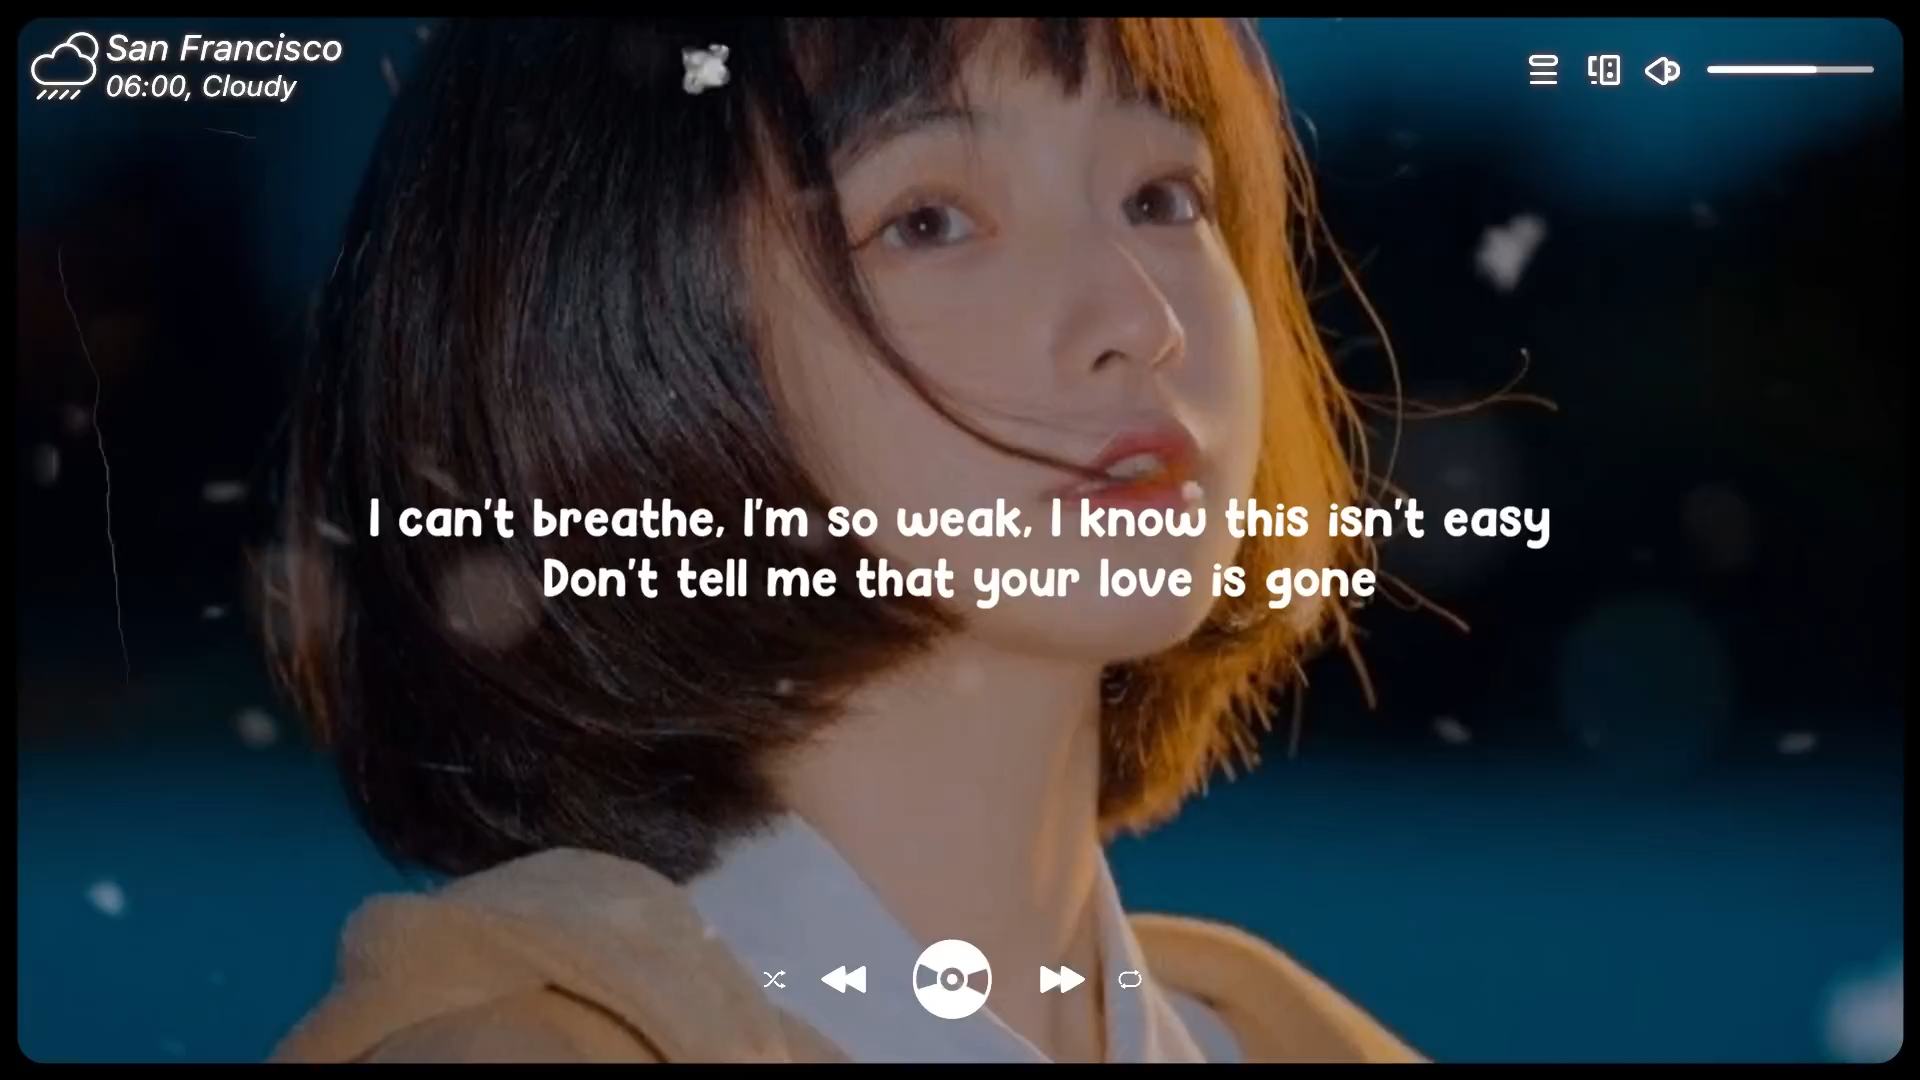 San Francisco
06:00, Cloudy
I can't breathe, I'm so weak, I know this isn't easy
Don't tell me that your love is gone